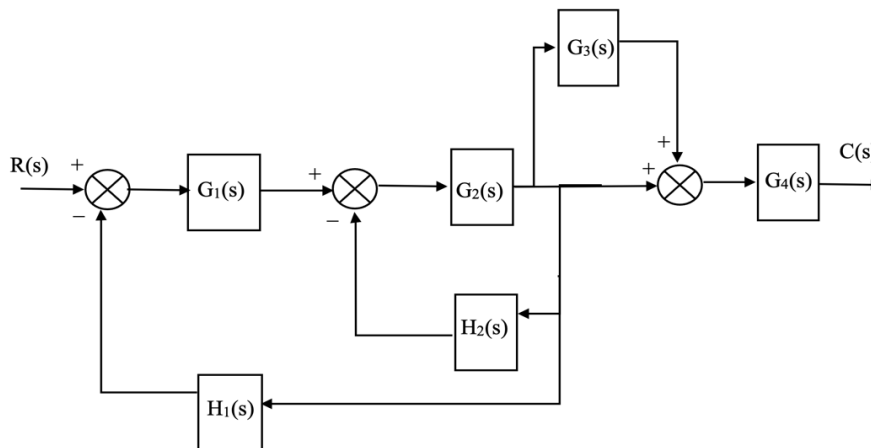 G₃(s)
+
R(s)
+
G₁(s)
+
G₂(s)
+
G₄(s)
C(s
−
−
H₂(s)
H₁(s)